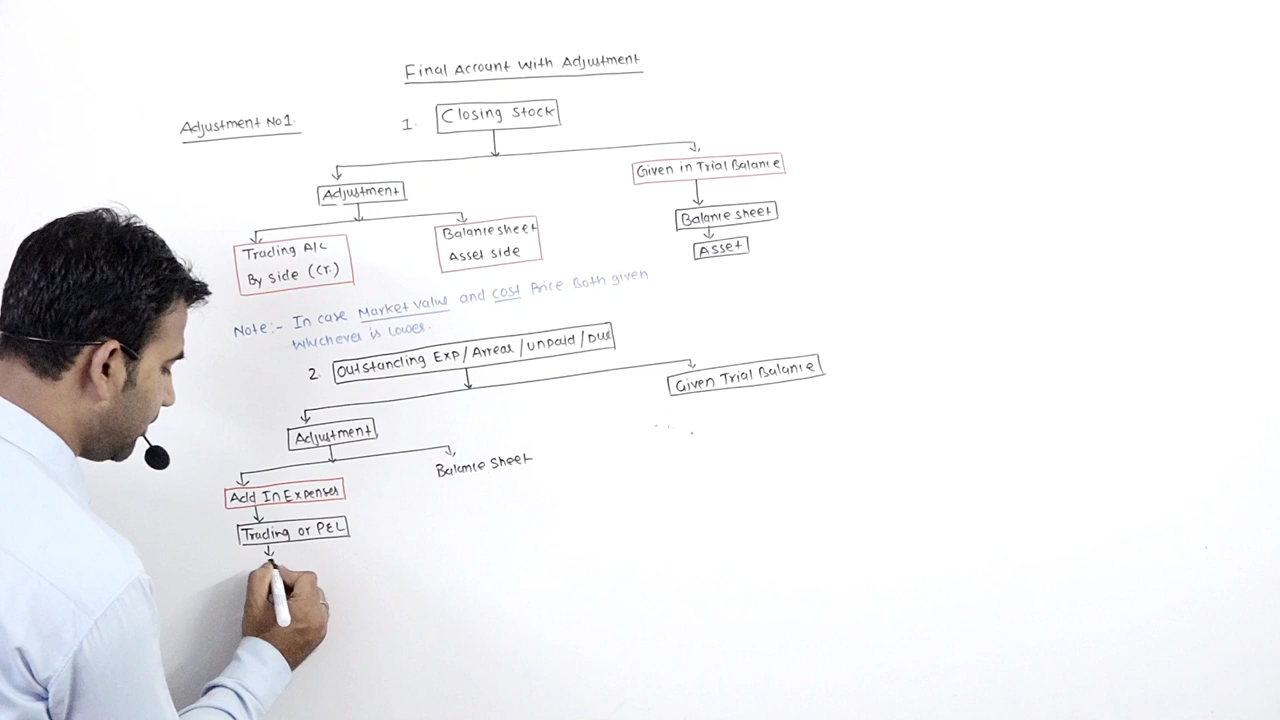 Final Account With Adjustment
Adjustment No 1.
1. Closing Stock
Adjustment
Given in Trial Balance
Trading A/c
By side (Cr.)
Balance sheet
Asset side
Balance sheet
Asset
Note:- In case Market value and cost Price Both given
whichever is lower.
2. Outstanding Exp/Arrear/Unpaid/Due
Adjustment
Given Trial Balance
Add In Expenses
Balance Sheet
Trading or P&L